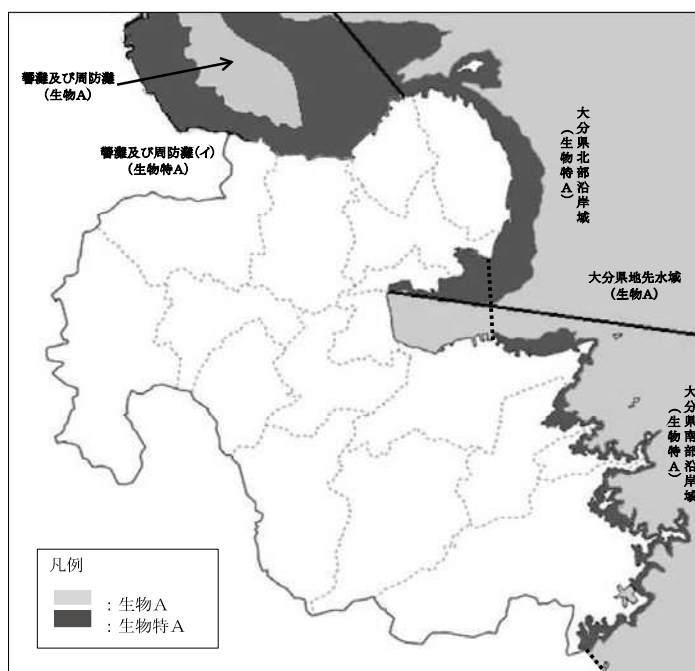 響灘及び周防灘
(生物A)
響灘及び周防灘(イ)
(生物特A)
大分県北部沿岸域
(生物特A)
大分県地先水域
(生物A)
大分県南部沿岸域
(生物特A)
凡例
：生物A
：生物特A